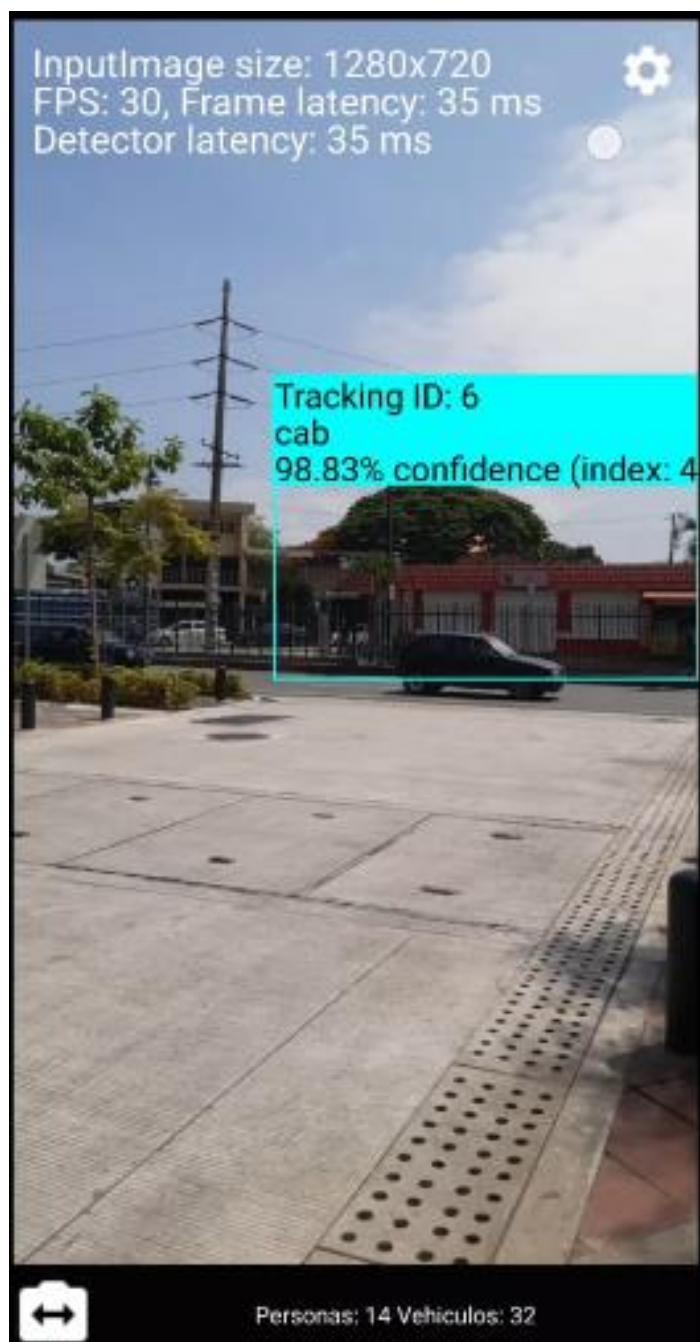 InputImage size: 1280x720
FPS: 30, Frame latency: 35 ms
Detector latency: 35 ms
Tracking ID: 6
cab
98.83% confidence (index: 4
Personas: 14 Vehiculos: 32